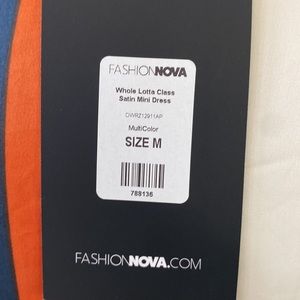 FASHIONNOVA
Whole Lotta Class
Satin Mini Dress
DWRZ12911AP
MultiColor
SIZE M
788136
FASHIONNOVA.COM